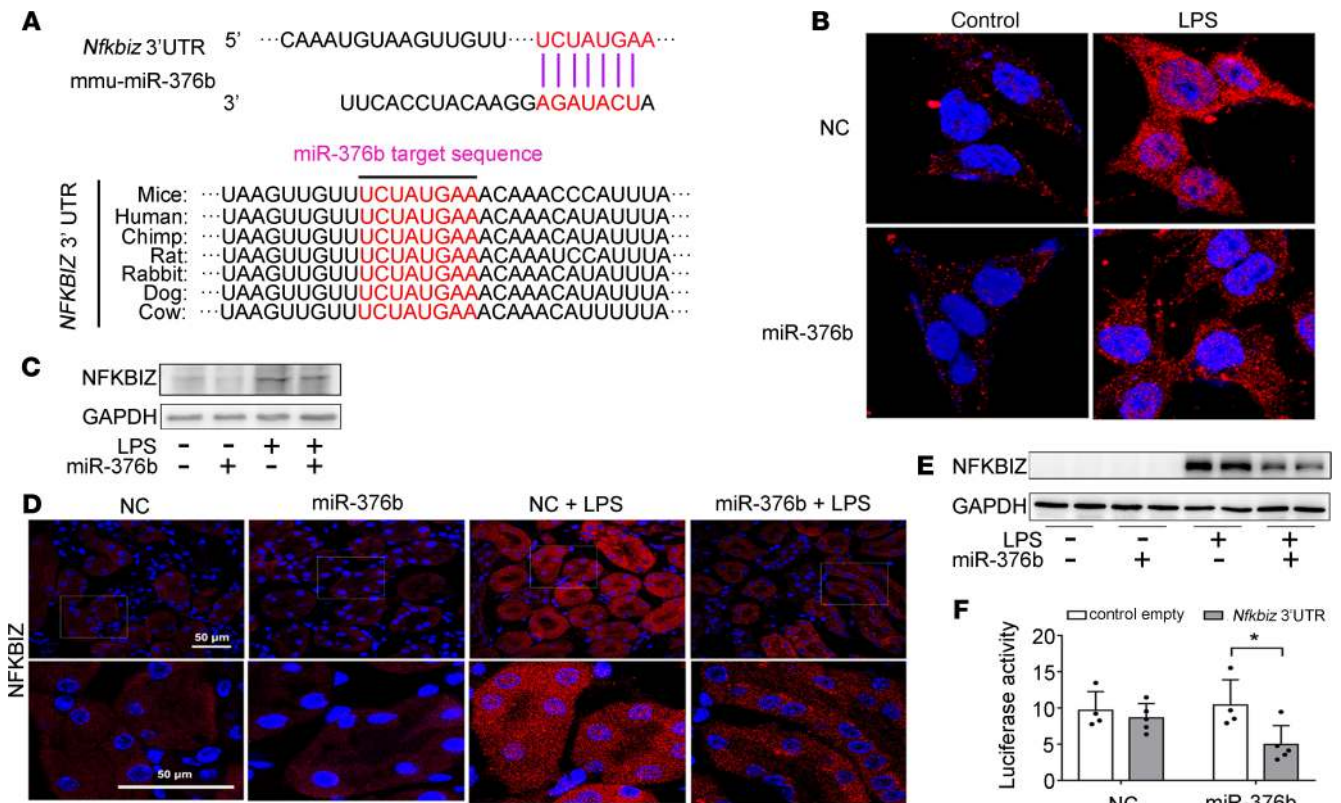 A
Nfkbiz 3'UTR 5' ···CAAAUGUAAGUUGUU ····UCUAUGAA···
mmu-miR-376b
3' UUCACCUACAAGGAGAUACUA
miR-376b target sequence
NFKBIZ 3' UTR
Mice: ···UAAGUUGUUUCUAUGAAACAAACCCAUUUA···
Human: ···UAAGUUGUUUCUAUGAAACAAACAUAUUUA···
Chimp: ···UAAGUUGUUUCUAUGAAACAAACAUAUUUA···
Rat: ···UAAGUUGUUUCUAUGAAACAAAUCCAUUUA···
Rabbit: ···UAAGUUGUUUCUAUGAAACAAACAUAUUUA···
Dog: ···UAAGUUGUUUCUAUGAAACAAACAUAUUUA···
Cow: ···UAAGUUGUUUCUAUGAAACAAACAUUUUUA···
B
Control LPS
NC
miR-376b
C
NFKBIZ
GAPDH
LPS - - + +
miR-376b - + - +
D
NC miR-376b NC + LPS miR-376b + LPS
NFKBIZ
50 µm
50 µm
E
NFKBIZ
GAPDH
LPS - - + +
miR-376b - + - +
F
control empty Nfkbiz 3'UTR
Luciferase activity
20
15
10
5
0
*
NC miR-376b